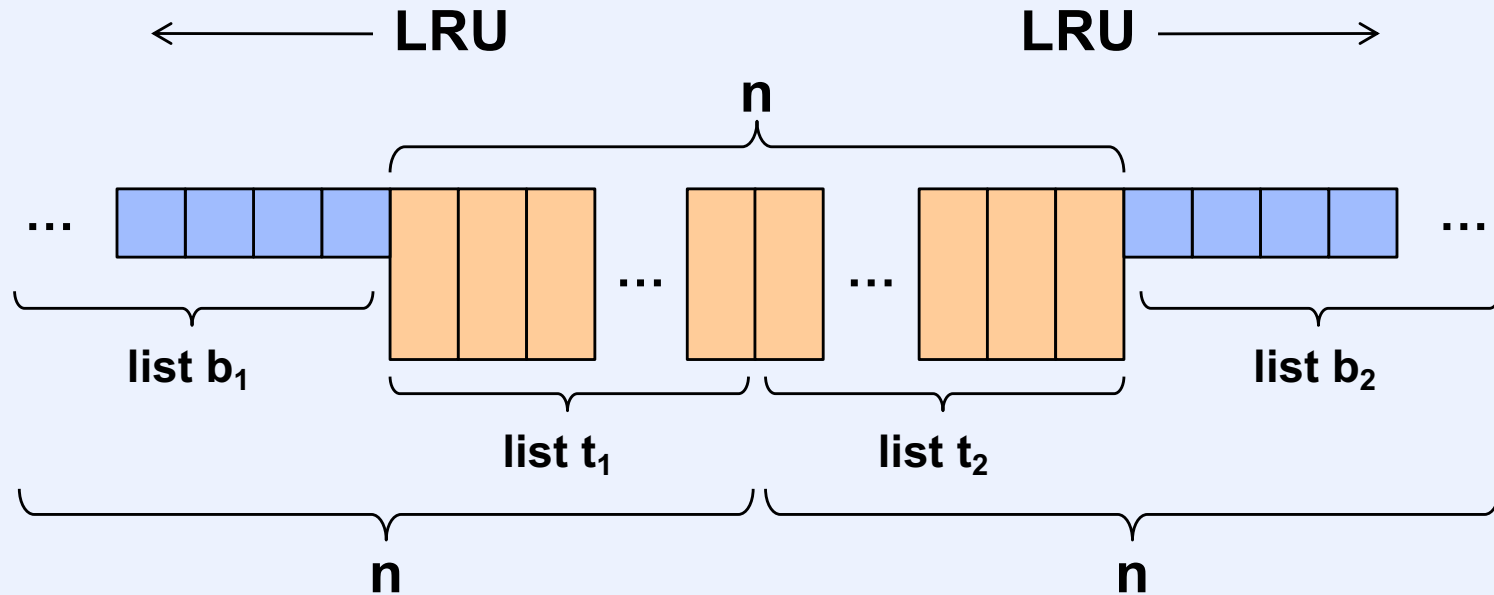 LRU LRU
n
... ...
... ...
list b₁ list b₂
list t₁ list t₂
n n